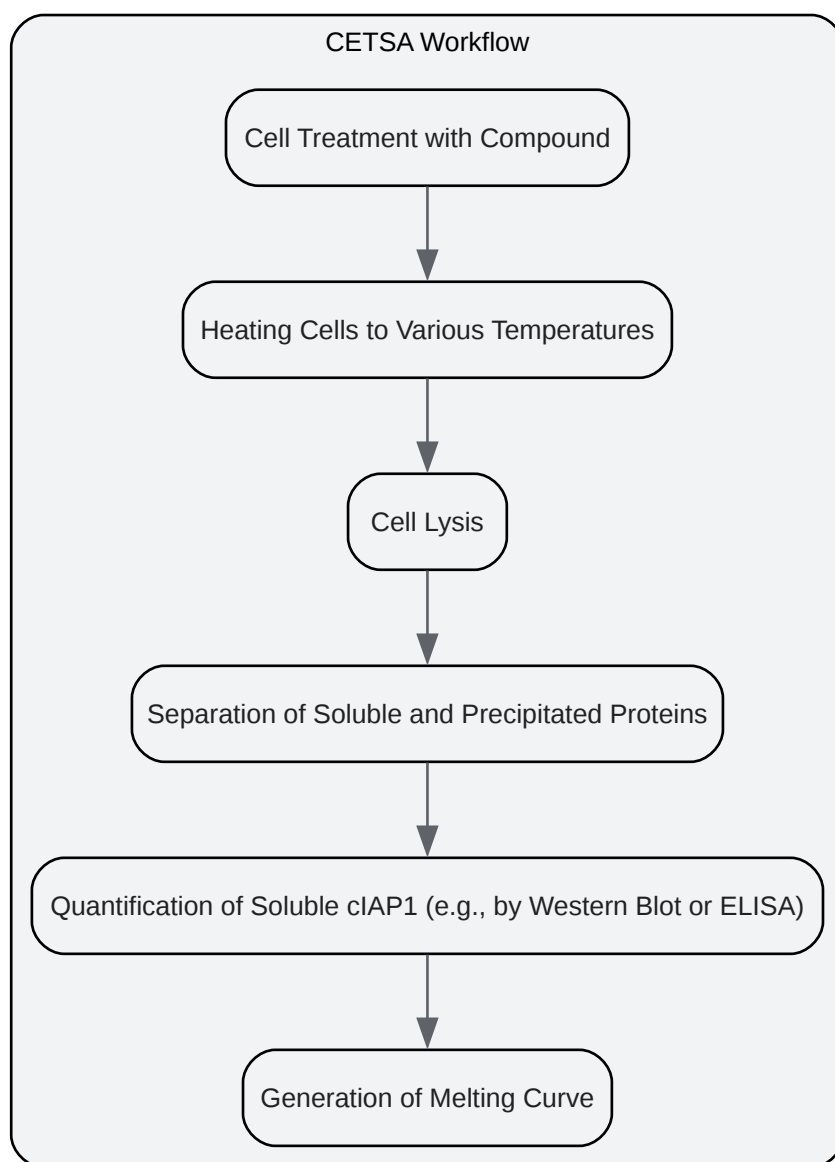 CETSA Workflow
Cell Treatment with Compound
Heating Cells to Various Temperatures
Cell Lysis
Separation of Soluble and Precipitated Proteins
Quantification of Soluble cIAP1 (e.g., by Western Blot or ELISA)
Generation of Melting Curve